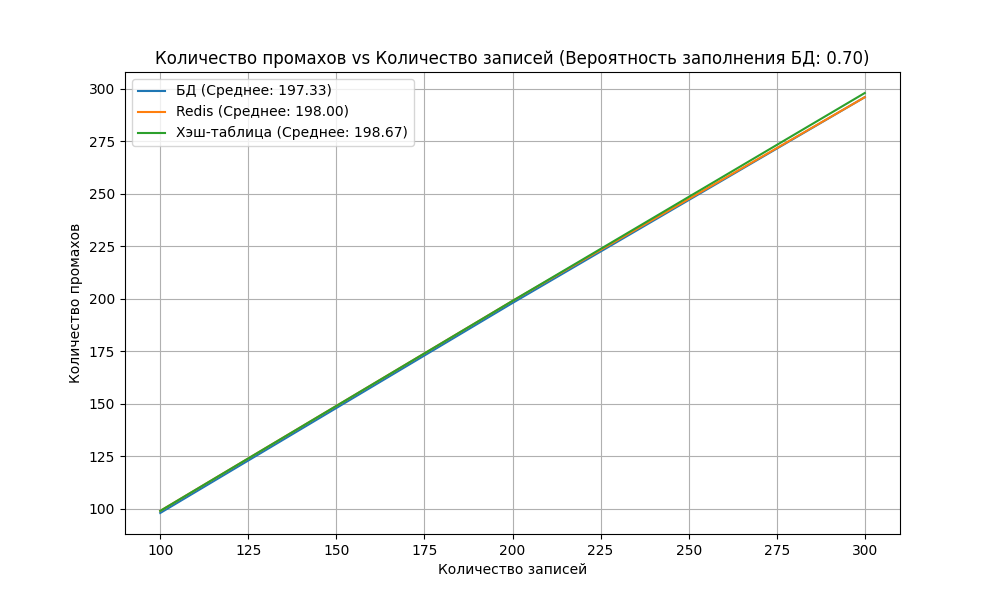 Количество промахов vs Количество записей (Вероятность заполнения БД: 0.70)
БД (Среднее: 197.33)
Redis (Среднее: 198.00)
Хэш-таблица (Среднее: 198.67)
Количество промахов
300
275
250
225
200
175
150
125
100
100 125 150 175 200 225 250 275 300
Количество записей